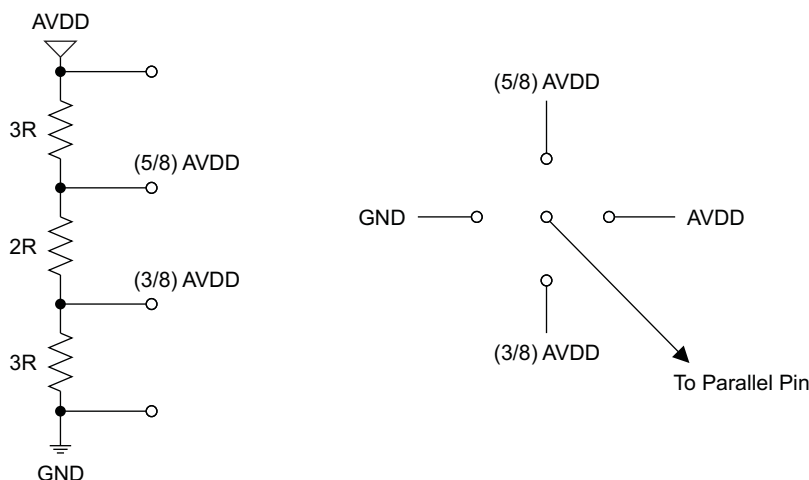 AVDD
3R
(5/8) AVDD
2R
(3/8) AVDD
3R
GND
(5/8) AVDD
GND
AVDD
(3/8) AVDD
To Parallel Pin